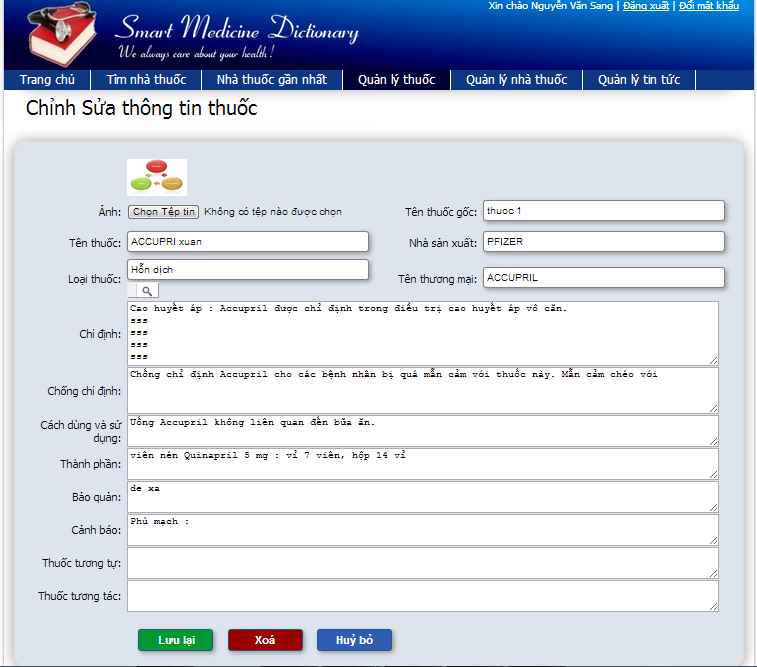 Xin chào Nguyễn Văn Sang | Đăng xuất | Đổi mật khẩu
Smart Medicine Dictionary
We always care about your health !
Trang chủ Tìm nhà thuốc Nhà thuốc gần nhất Quản lý thuốc Quản lý nhà thuốc Quản lý tin tức
Chỉnh Sửa thông tin thuốc
Ảnh: Chọn Tệp tin Không có tệp nào được chọn Tên thuốc gốc: thuoc 1
Tên thuốc: ACCUPRI xuan Nhà sản xuất: PFIZER
Loại thuốc: Hỗn dịch Tên thương mại: ACCUPRIL
Chỉ định: Cao huyết áp : Accupril được chỉ định trong điều trị cao huyết áp vô căn.
===
===
===
===
Chống chỉ định: Chống chỉ định Accupril cho các bệnh nhân bị quá mẫn cảm với thuốc này. Mẫn cảm chéo với
Cách dùng và sử dụng: Uống Accupril không liên quan đến bữa ăn.
Thành phần: viên nén Quinapril 5 mg : vỉ 7 viên, hộp 14 vỉ
Bảo quản: de xa
Cảnh báo: Phù mạch :
Thuốc tương tự:
Thuốc tương tác:
Lưu lại Xoá Huỷ bỏ